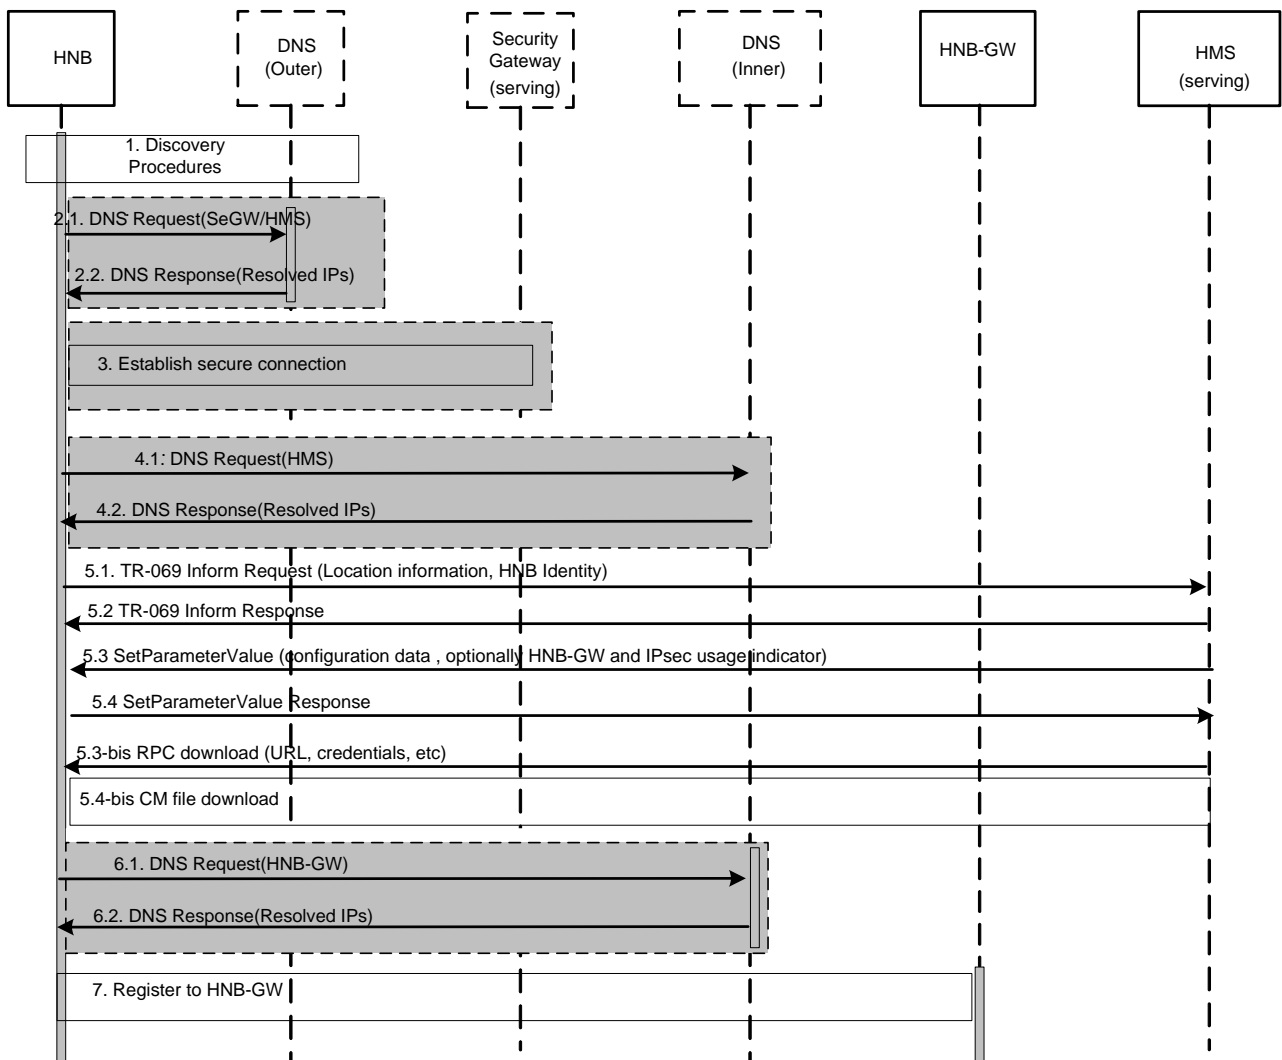 HNB
DNS
(Outer)
Security
Gateway
(serving)
DNS
(Inner)
HNB-GW
HMS
(serving)
1. Discovery
Procedures
2.1. DNS Request(SeGW/HMS)
2.2. DNS Response(Resolved IPs)
3. Establish secure connection
4.1: DNS Request(HMS)
4.2. DNS Response(Resolved IPs)
5.1. TR-069 Inform Request (Location information, HNB Identity)
5.2 TR-069 Inform Response
5.3 SetParameterValue (configuration data , optionally HNB-GW and IPsec usage indicator)
5.4 SetParameterValue Response
5.3-bis RPC download (URL, credentials, etc)
5.4-bis CM file download
6.1. DNS Request(HNB-GW)
6.2. DNS Response(Resolved IPs)
7. Register to HNB-GW